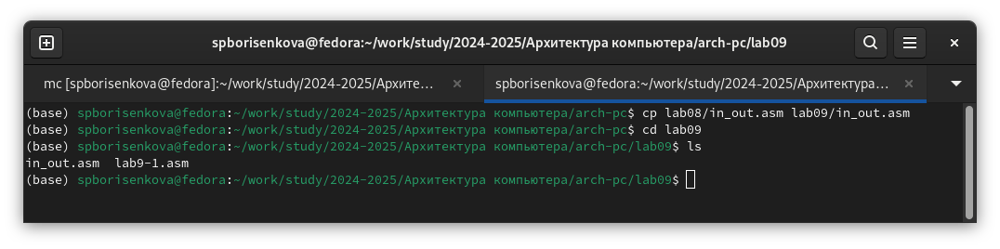 spborisenkova@fedora:~/work/study/2024-2025/Архитектура компьютера/arch-pc/lab09
mc [spborisenkova@fedora]:~/work/study/2024-2025/Архите...
spborisenkova@fedora:~/work/study/2024-2025/Архитектура...
(base) spborisenkova@fedora:~/work/study/2024-2025/Архитектура компьютера/arch-pc$ cp lab08/in_out.asm lab09/in_out.asm
(base) spborisenkova@fedora:~/work/study/2024-2025/Архитектура компьютера/arch-pc$ cd lab09
(base) spborisenkova@fedora:~/work/study/2024-2025/Архитектура компьютера/arch-pc/lab09$ ls
in_out.asm  lab9-1.asm
(base) spborisenkova@fedora:~/work/study/2024-2025/Архитектура компьютера/arch-pc/lab09$